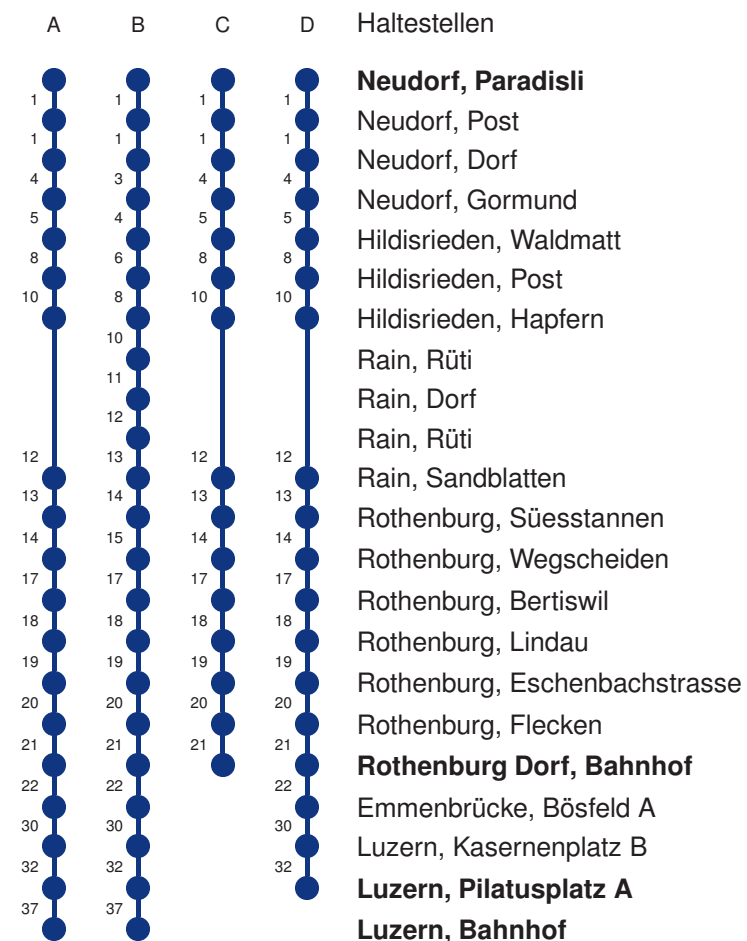 A B C D Haltestellen
Neudorf, Paradisli
1 1 1 1
Neudorf, Post
1 1 1 1
Neudorf, Dorf
4 3 4 4
Neudorf, Gormund
5 4 5 5
Hildisrieden, Waldmatt
8 6 8 8
Hildisrieden, Post
10 8 10 10
Hildisrieden, Hapfern
10
Rain, Rüti
11
Rain, Dorf
12
Rain, Rüti
12 13 12 12
Rain, Sandblatten
13 14 13 13
Rothenburg, Süesstannen
14 15 14 14
Rothenburg, Wegscheiden
17 17 17 17
Rothenburg, Bertiswil
18 18 18 18
Rothenburg, Lindau
19 19 19 19
Rothenburg, Eschenbachstrasse
20 20 20 20
Rothenburg, Flecken
21 21 21 21
Rothenburg Dorf, Bahnhof
22 22 22
Emmenbrücke, Bösfeld A
30 30 30
Luzern, Kasernenplatz B
32 32 32
Luzern, Pilatusplatz A
37 37
Luzern, Bahnhof